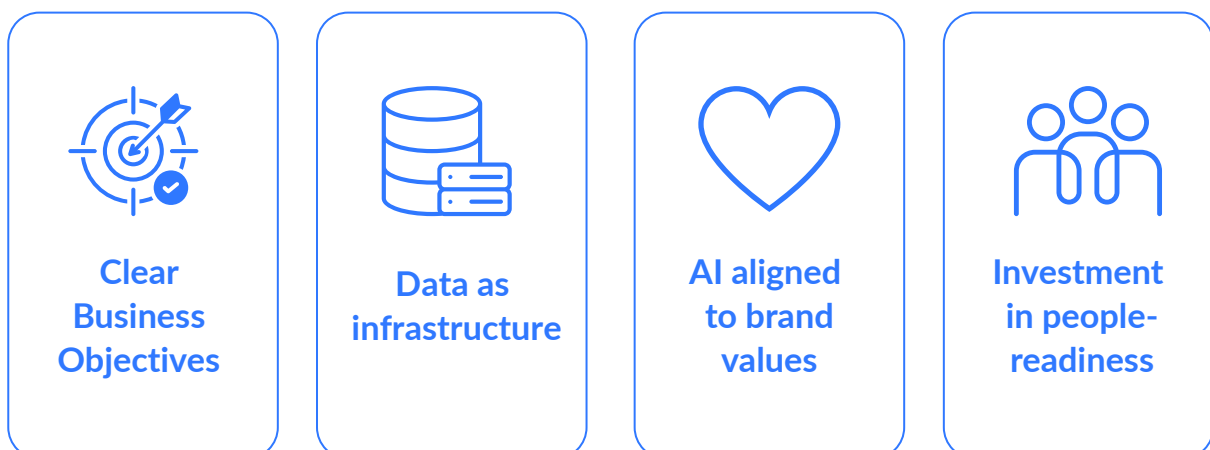 Clear
Business
Objectives
Data as
infrastructure
AI aligned
to brand
values
Investment
in people-
readiness